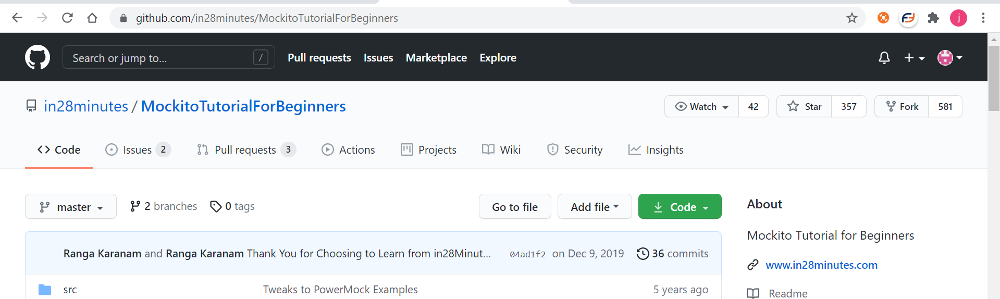 github.com/in28minutes/MockitoTutorialForBeginners
j
Search or jump to... /
Pull requests Issues Marketplace Explore
in28minutes / MockitoTutorialForBeginners
Watch 42 Star 357 Fork 581
Code Issues 2 Pull requests 3 Actions Projects Wiki Security Insights
master 2 branches 0 tags Go to file Add file Code
About
Mockito Tutorial for Beginners
Ranga Karanam and Ranga Karanam Thank You for Choosing to Learn from in28Minut... 04ad1f2 on Dec 9, 2019 36 commits
www.in28minutes.com
src Tweaks to PowerMock Examples 5 years ago
Readme